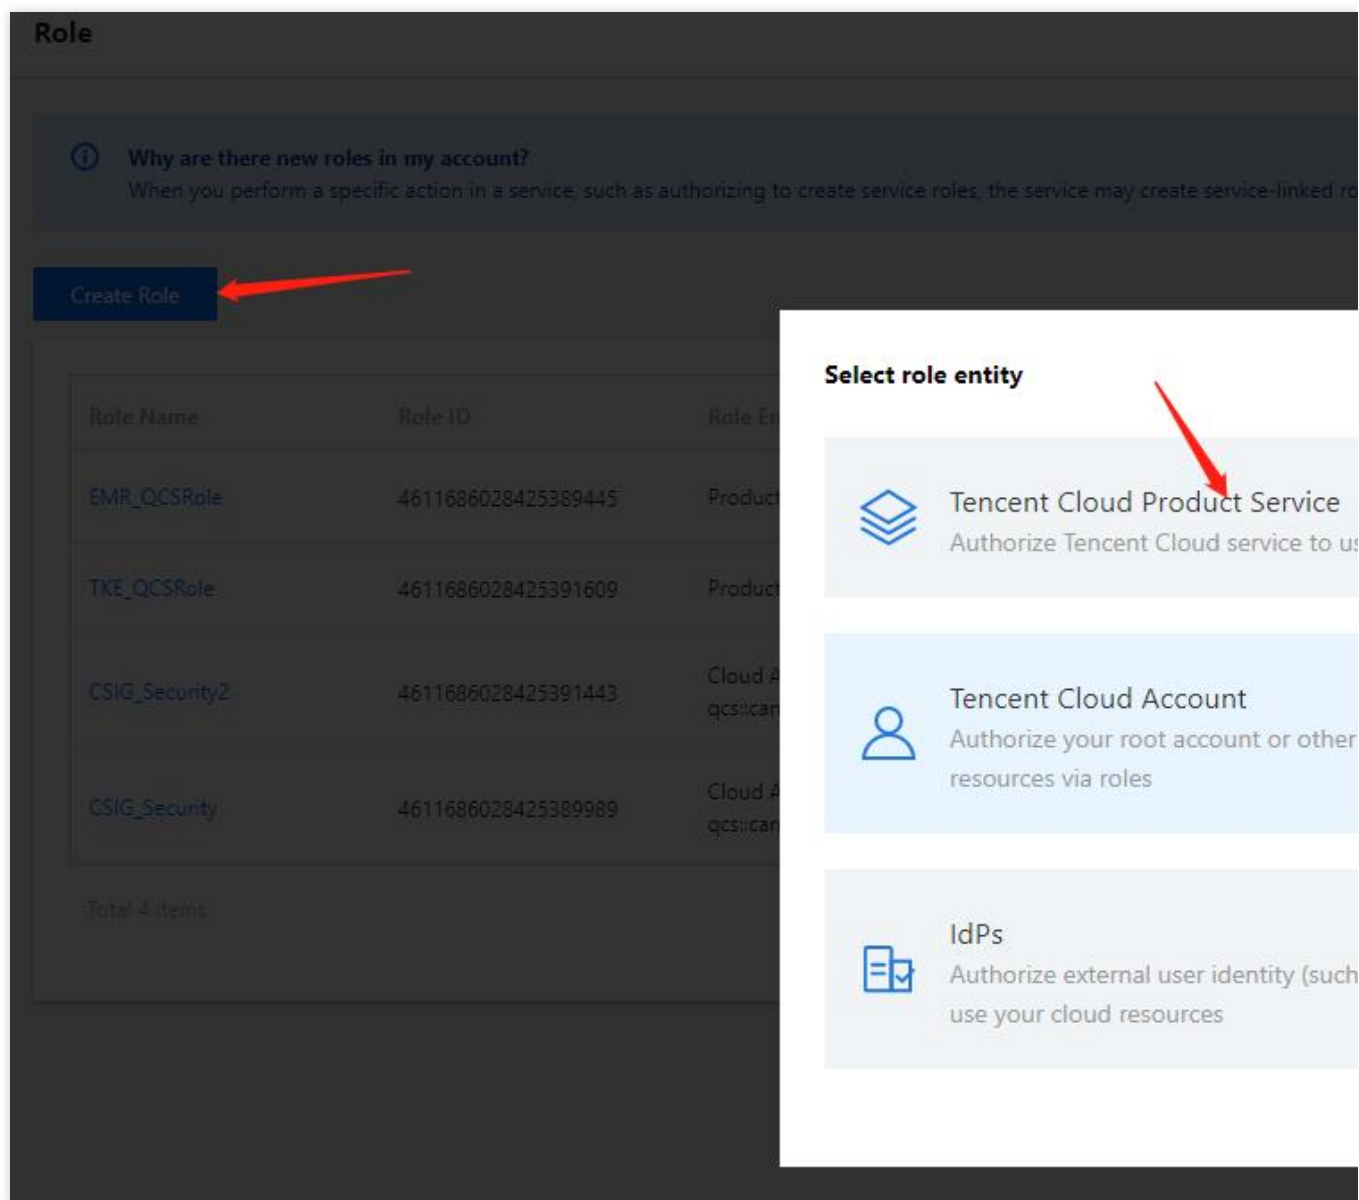 Role
Why are there new roles in my account?
When you perform a specific action in a service, such as authorizing to create service roles, the service may create service-linked ro
Create Role
Role Name Role ID Role En
EMR_QCSRole 4611686028425389445 Product
TKE_QCSRole 4611686028425391609 Product
CSIG_Security2 4611686028425391443 Cloud A
qcs::can
CSIG_Security 4611686028425389989 Cloud A
qcs::can
Total 4 items
Select role entity
Tencent Cloud Product Service
Authorize Tencent Cloud service to us
Tencent Cloud Account
Authorize your root account or other
resources via roles
IdPs
Authorize external user identity (such
use your cloud resources